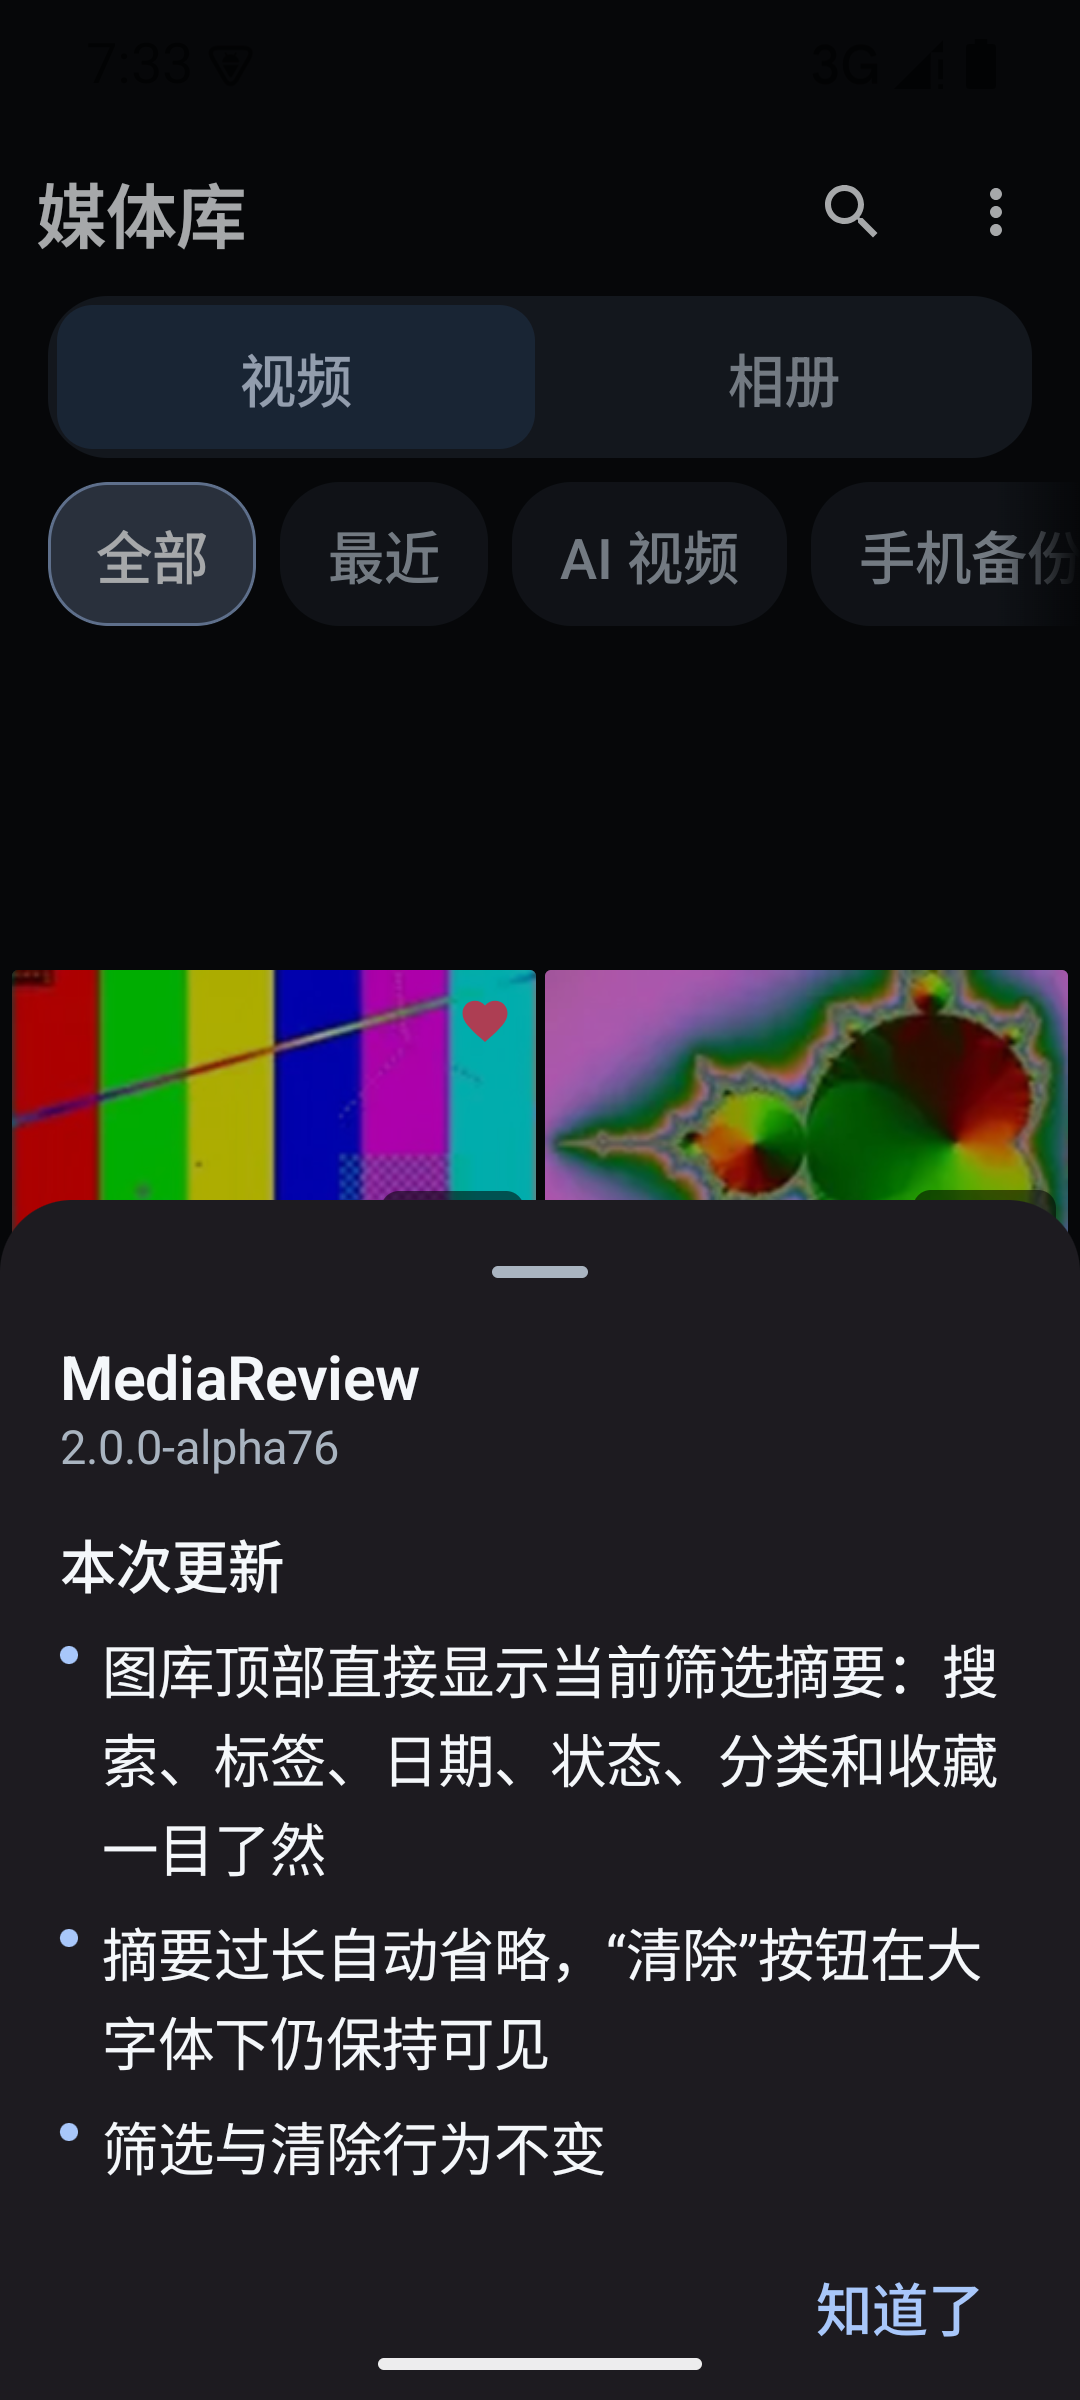 7:33
3G
媒体库
视频
相册
全部
最近
AI 视频
手机备份
MediaReview
2.0.0-alpha76
本次更新
图库顶部直接显示当前筛选摘要：搜
索、标签、日期、状态、分类和收藏
一目了然
摘要过长自动省略，“清除”按钮在大
字体下仍保持可见
筛选与清除行为不变
知道了